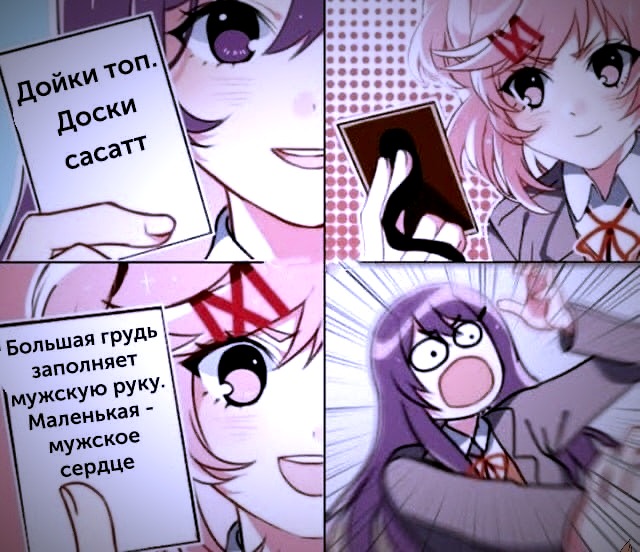 Дойки топ.
Доски
сасатт
Большая грудь
заполняет
мужскую руку.
Маленькая -
мужское
сердце